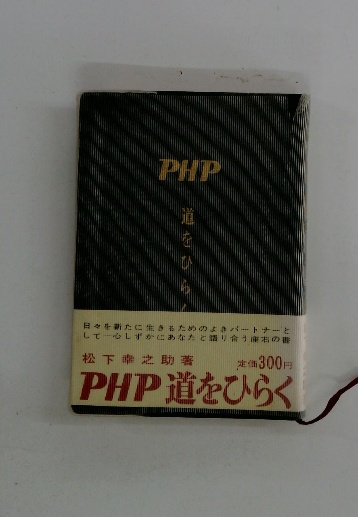 PHP
道をひらく
日々を新たに生きるためのよきパートナーと
して一心しずかにあなたと語り合う座右の書
松下幸之助著
定価300円
PHP道をひらく